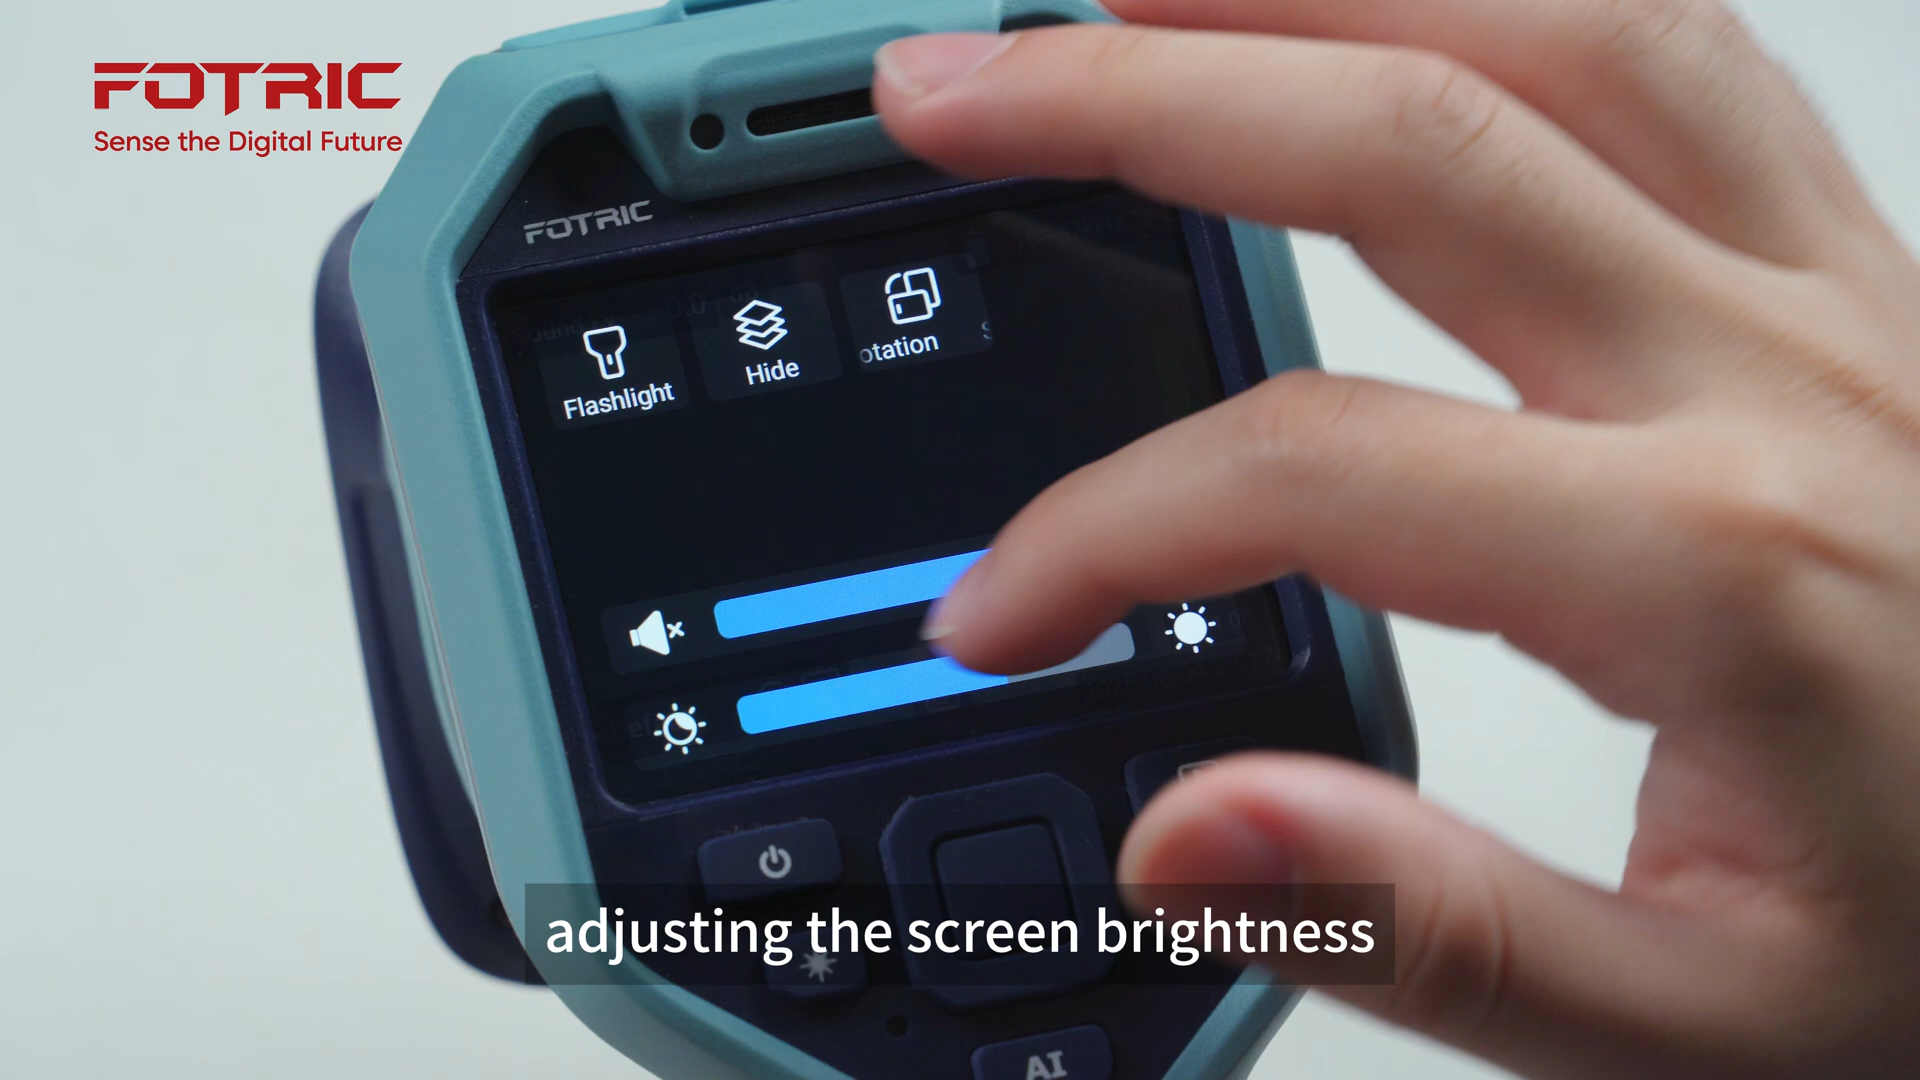 FOTRIC
Sense the Digital Future
FOTRIC
Flashlight
Hide
otation
adjusting the screen brightness
AI